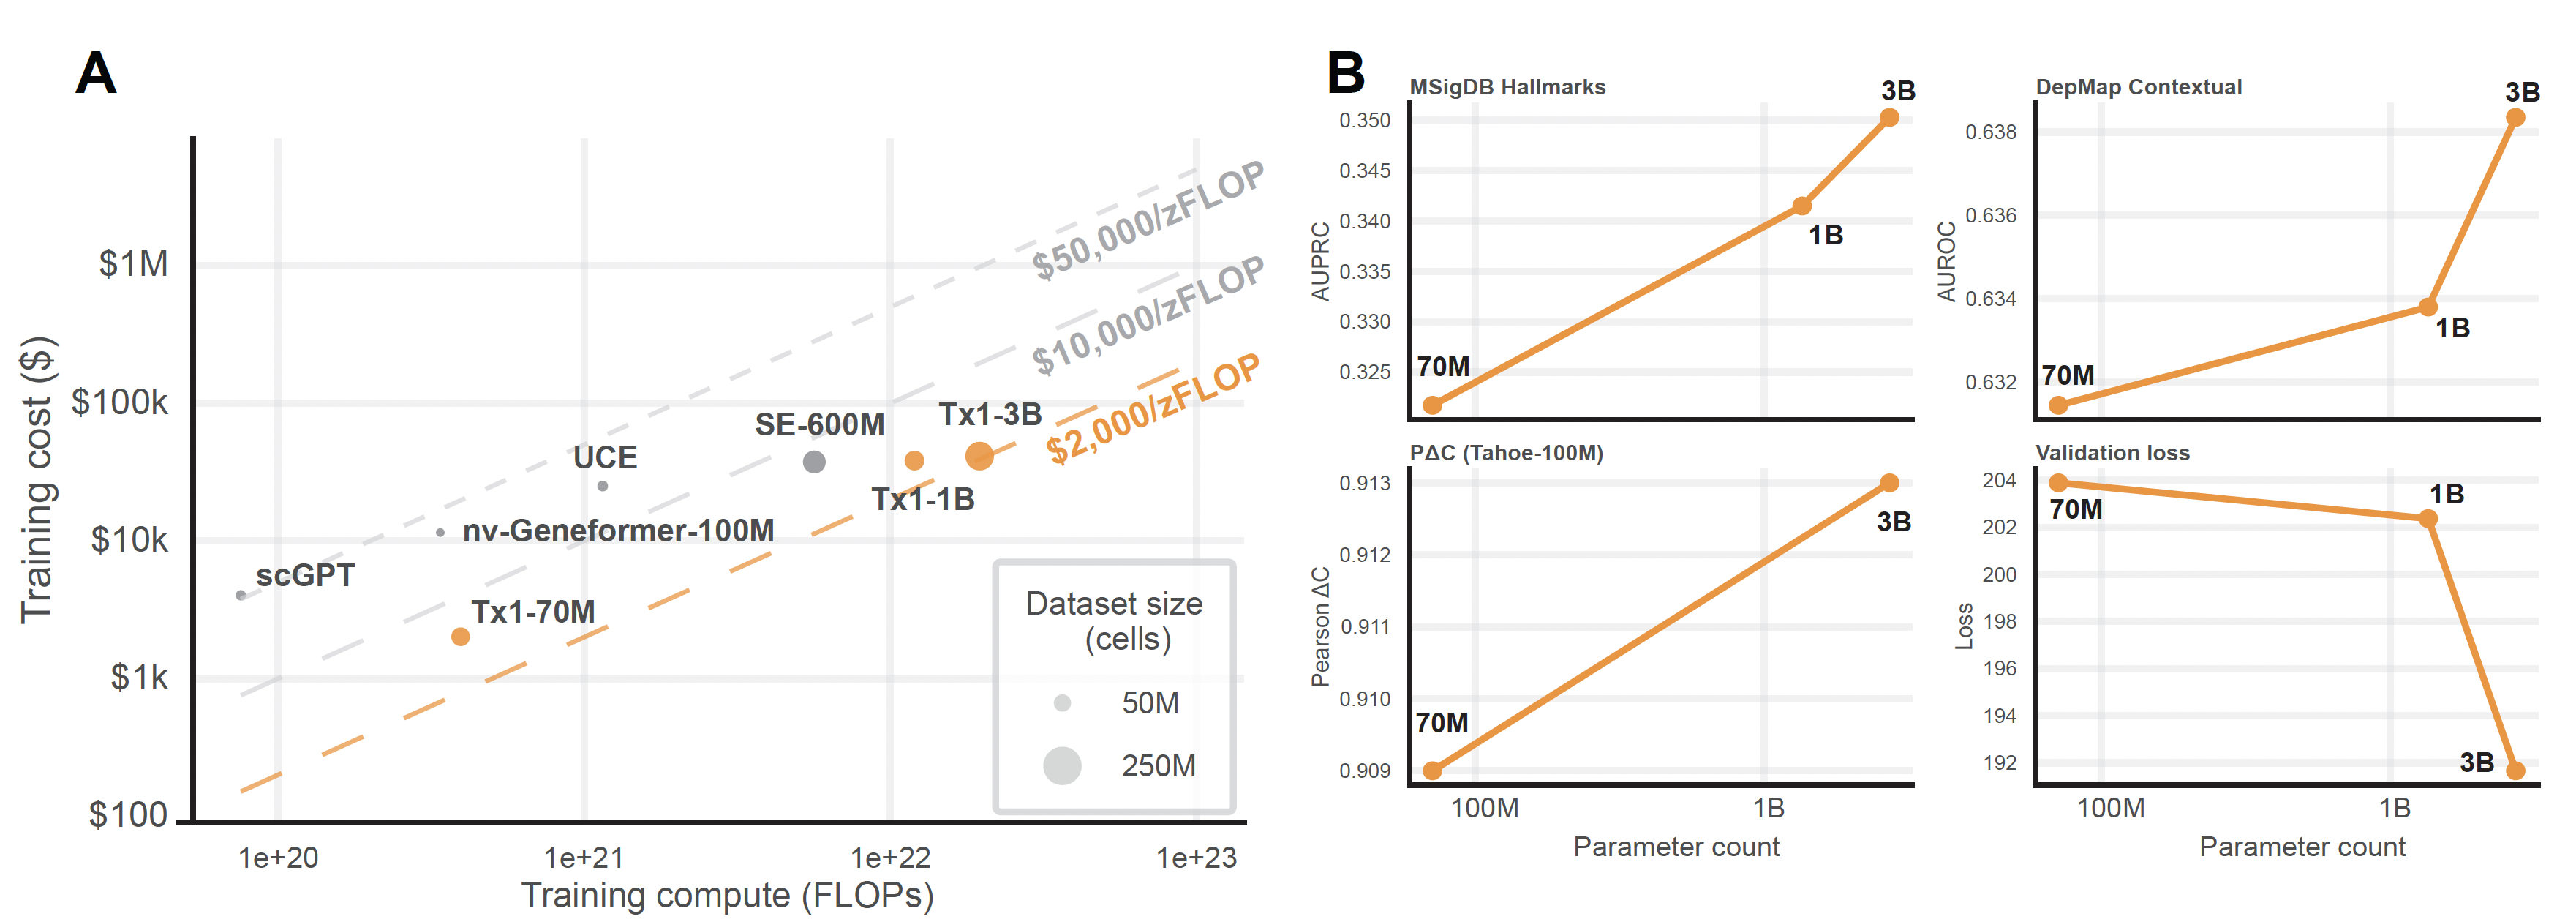 A
Training cost ($)
$1M
$100k
$10k
$1k
$100
1e+20
1e+21
1e+22
1e+23
Training compute (FLOPs)
$50,000/zFLOP
$10,000/zFLOP
$2,000/zFLOP
scGPT
nv-Geneformer-100M
UCE
SE-600M
Tx1-3B
Tx1-1B
Tx1-70M
Dataset size
(cells)
50M
250M
B
MSigDB Hallmarks
AUPRC
0.350
0.345
0.340
0.335
0.330
0.325
70M
1B
3B
DepMap Contextual
AUROC
0.638
0.636
0.634
0.632
70M
1B
3B
PΔC (Tahoe-100M)
Pearson ΔC
0.913
0.912
0.911
0.910
0.909
70M
3B
100M
1B
Parameter count
Validation loss
Loss
204
202
200
198
196
194
192
70M
1B
3B
100M
1B
Parameter count